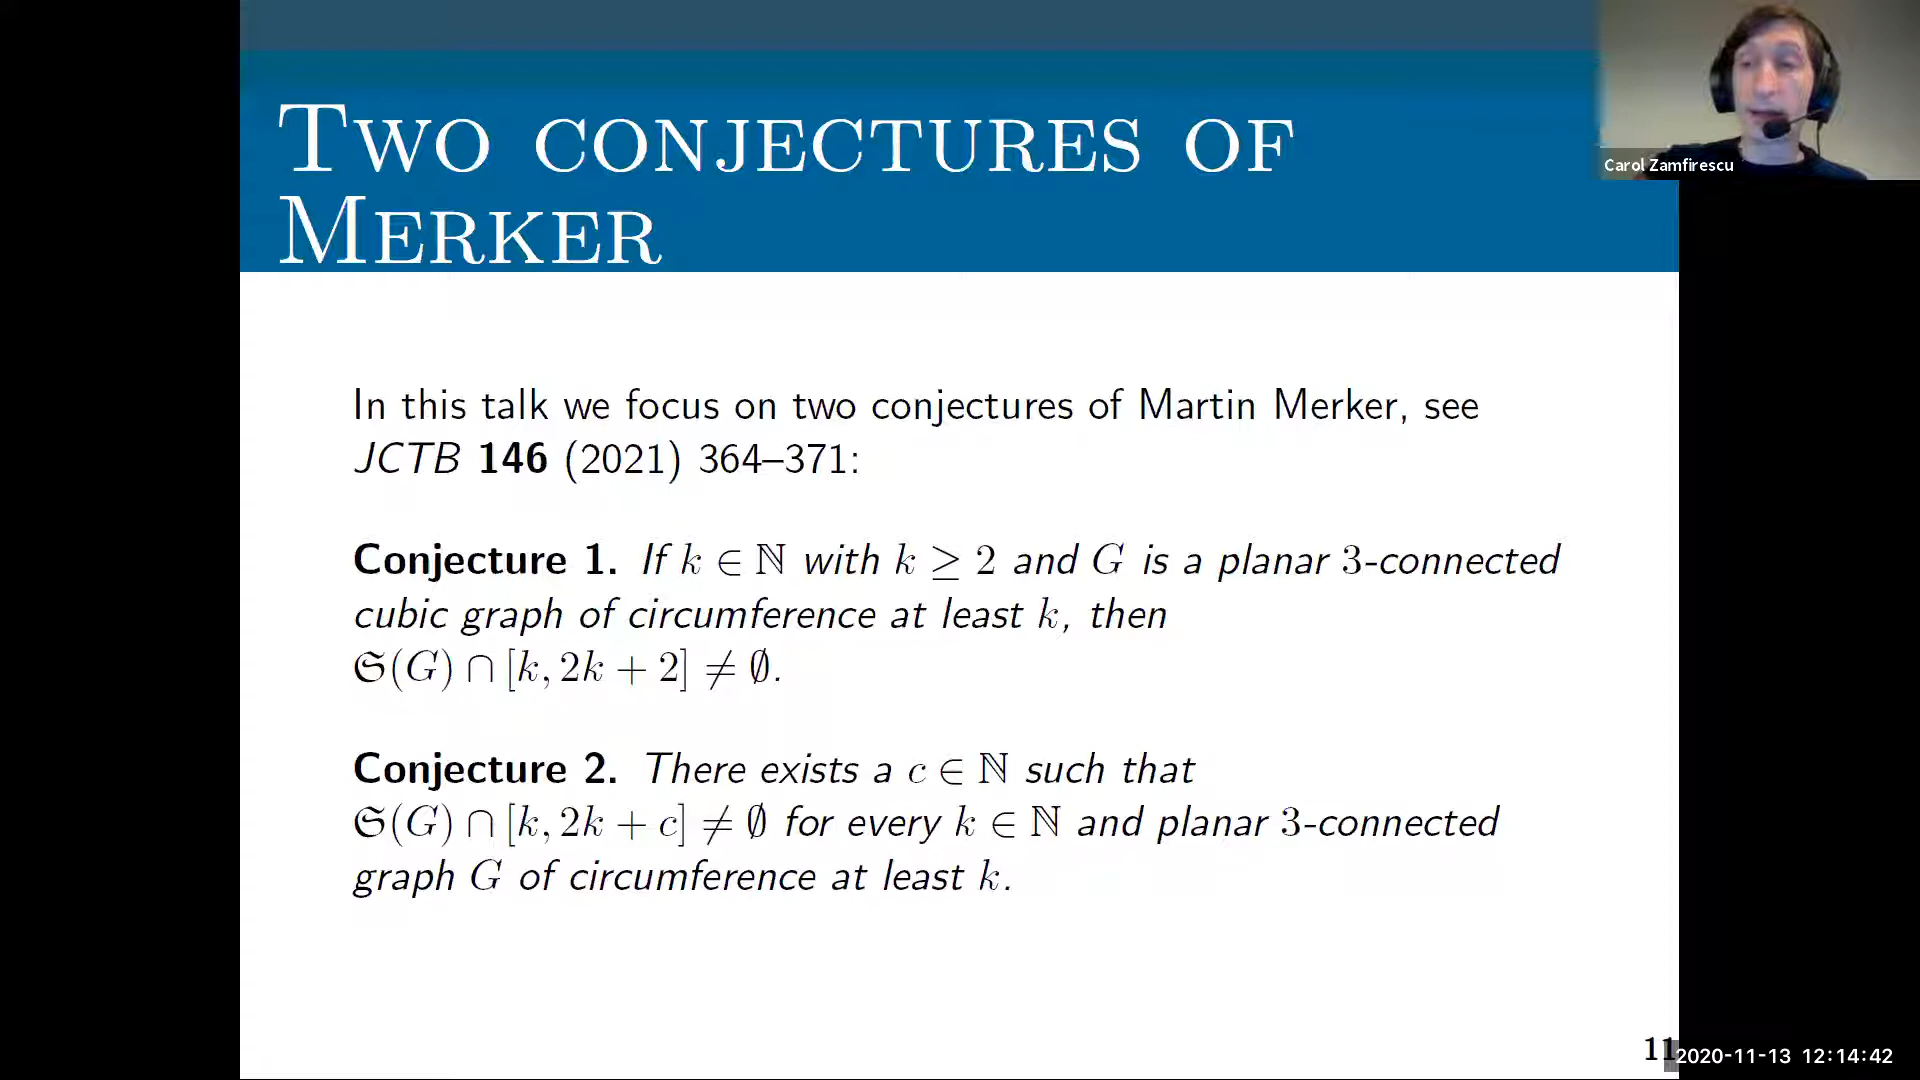 TWO CONJECTURES OF
MERKER
Carol Zamfirescu
In this talk we focus on two conjectures of Martin Merker, see
JCTB 146 (2021) 364–371:
Conjecture 1. If k ∈ ℕ with k ≥ 2 and G is a planar 3-connected
cubic graph of circumference at least k, then
𝔖(G) ∩ [k, 2k + 2] ≠ ∅.
Conjecture 2. There exists a c ∈ ℕ such that
𝔖(G) ∩ [k, 2k + c] ≠ ∅ for every k ∈ ℕ and planar 3-connected
graph G of circumference at least k.
11
2020-11-13 12:14:42